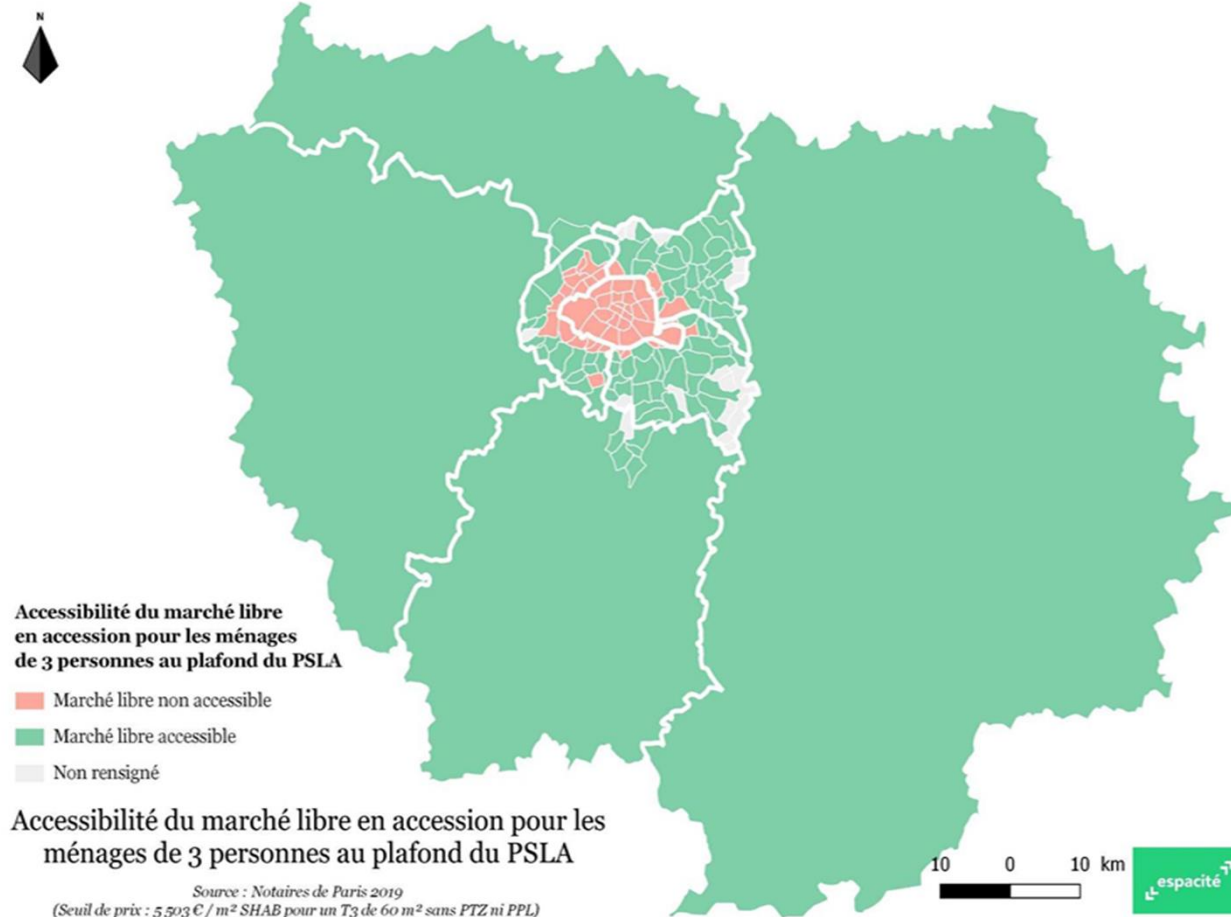 N
Accessibilité du marché libre
en accession pour les ménages
de 3 personnes au plafond du PSLA
Marché libre non accessible
Marché libre accessible
Non rensigné
Accessibilité du marché libre en accession pour les
ménages de 3 personnes au plafond du PSLA
Source : Notaires de Paris 2019
(Seuil de prix : 5 503 € / m² SHAB pour un T3 de 60 m² sans PTZ ni PPL)
10 0 10 km
espacité